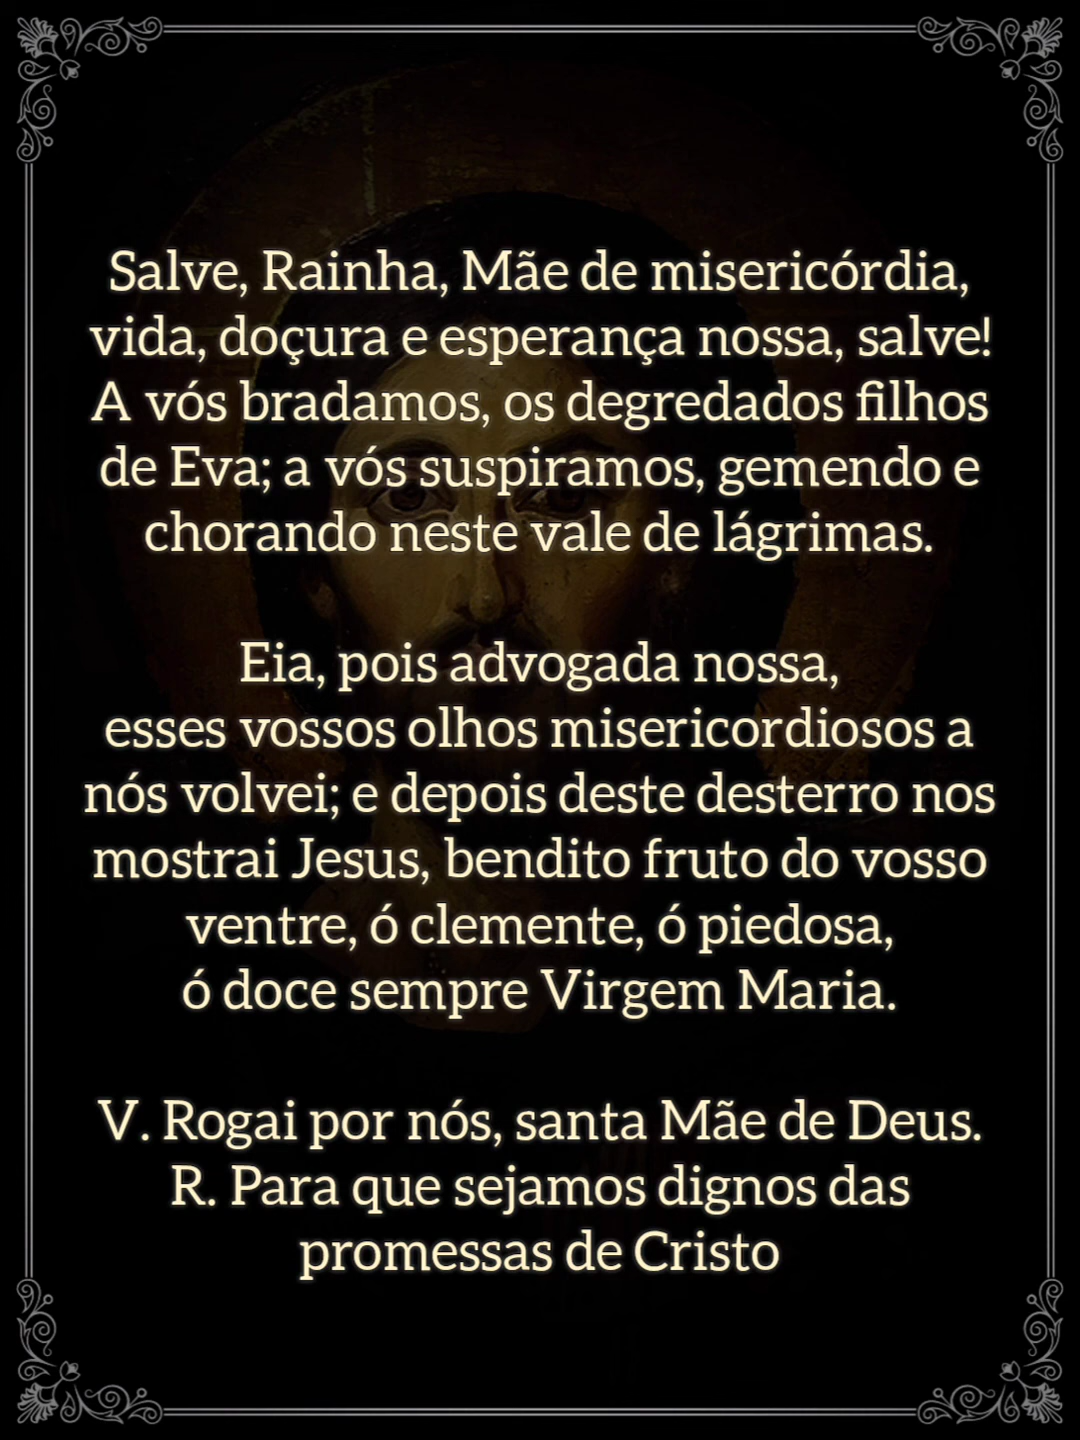 Salve, Rainha, Mãe de misericórdia,
vida, doçura e esperança nossa, salve!
A vós bradamos, os degredados filhos
de Eva; a vós suspiramos, gemendo e
chorando neste vale de lágrimas.
Eia, pois advogada nossa,
esses vossos olhos misericordiosos a
nós volvei; e depois deste desterro nos
mostrai Jesus, bendito fruto do vosso
ventre, ó clemente, ó piedosa,
ó doce sempre Virgem Maria.
V. Rogai por nós, santa Mãe de Deus.
R. Para que sejamos dignos das
promessas de Cristo